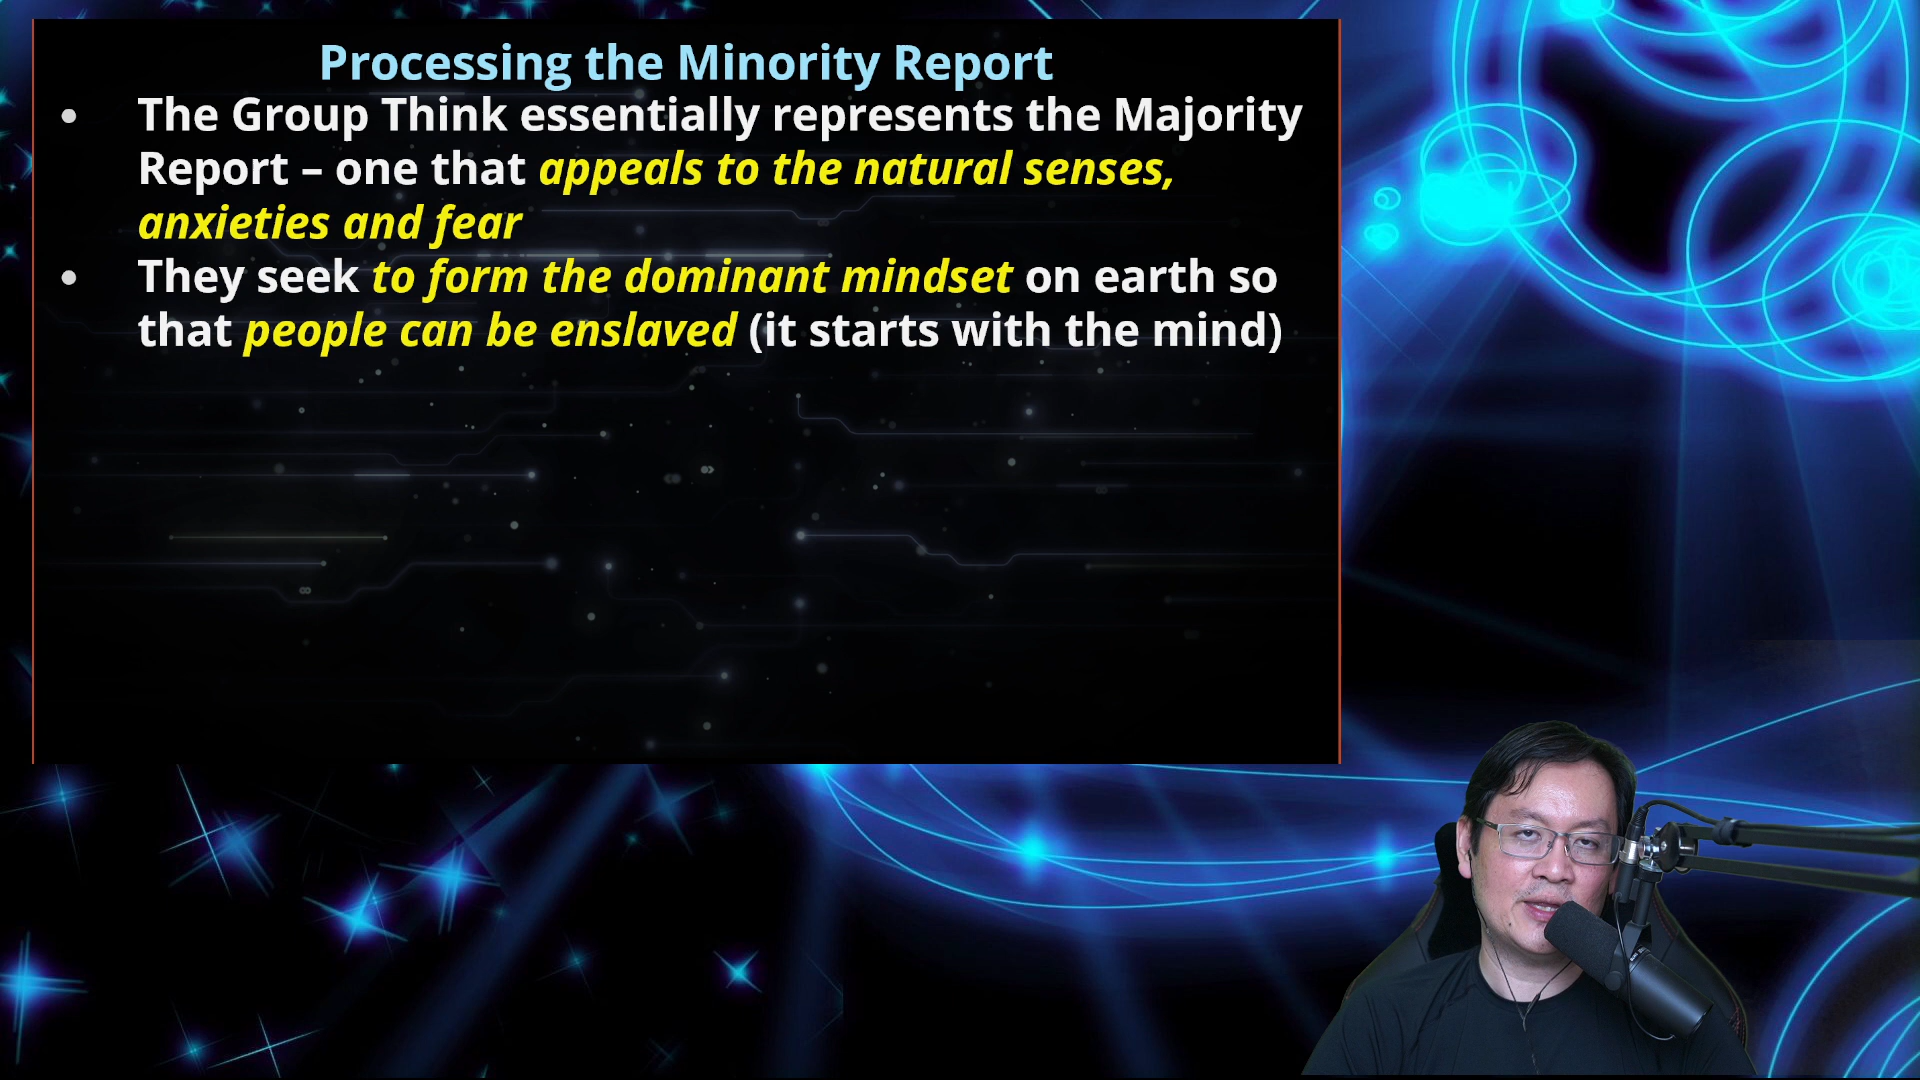 Processing the Minority Report
• The Group Think essentially represents the Majority
Report – one that appeals to the natural senses,
anxieties and fear
• They seek to form the dominant mindset on earth so
that people can be enslaved (it starts with the mind)